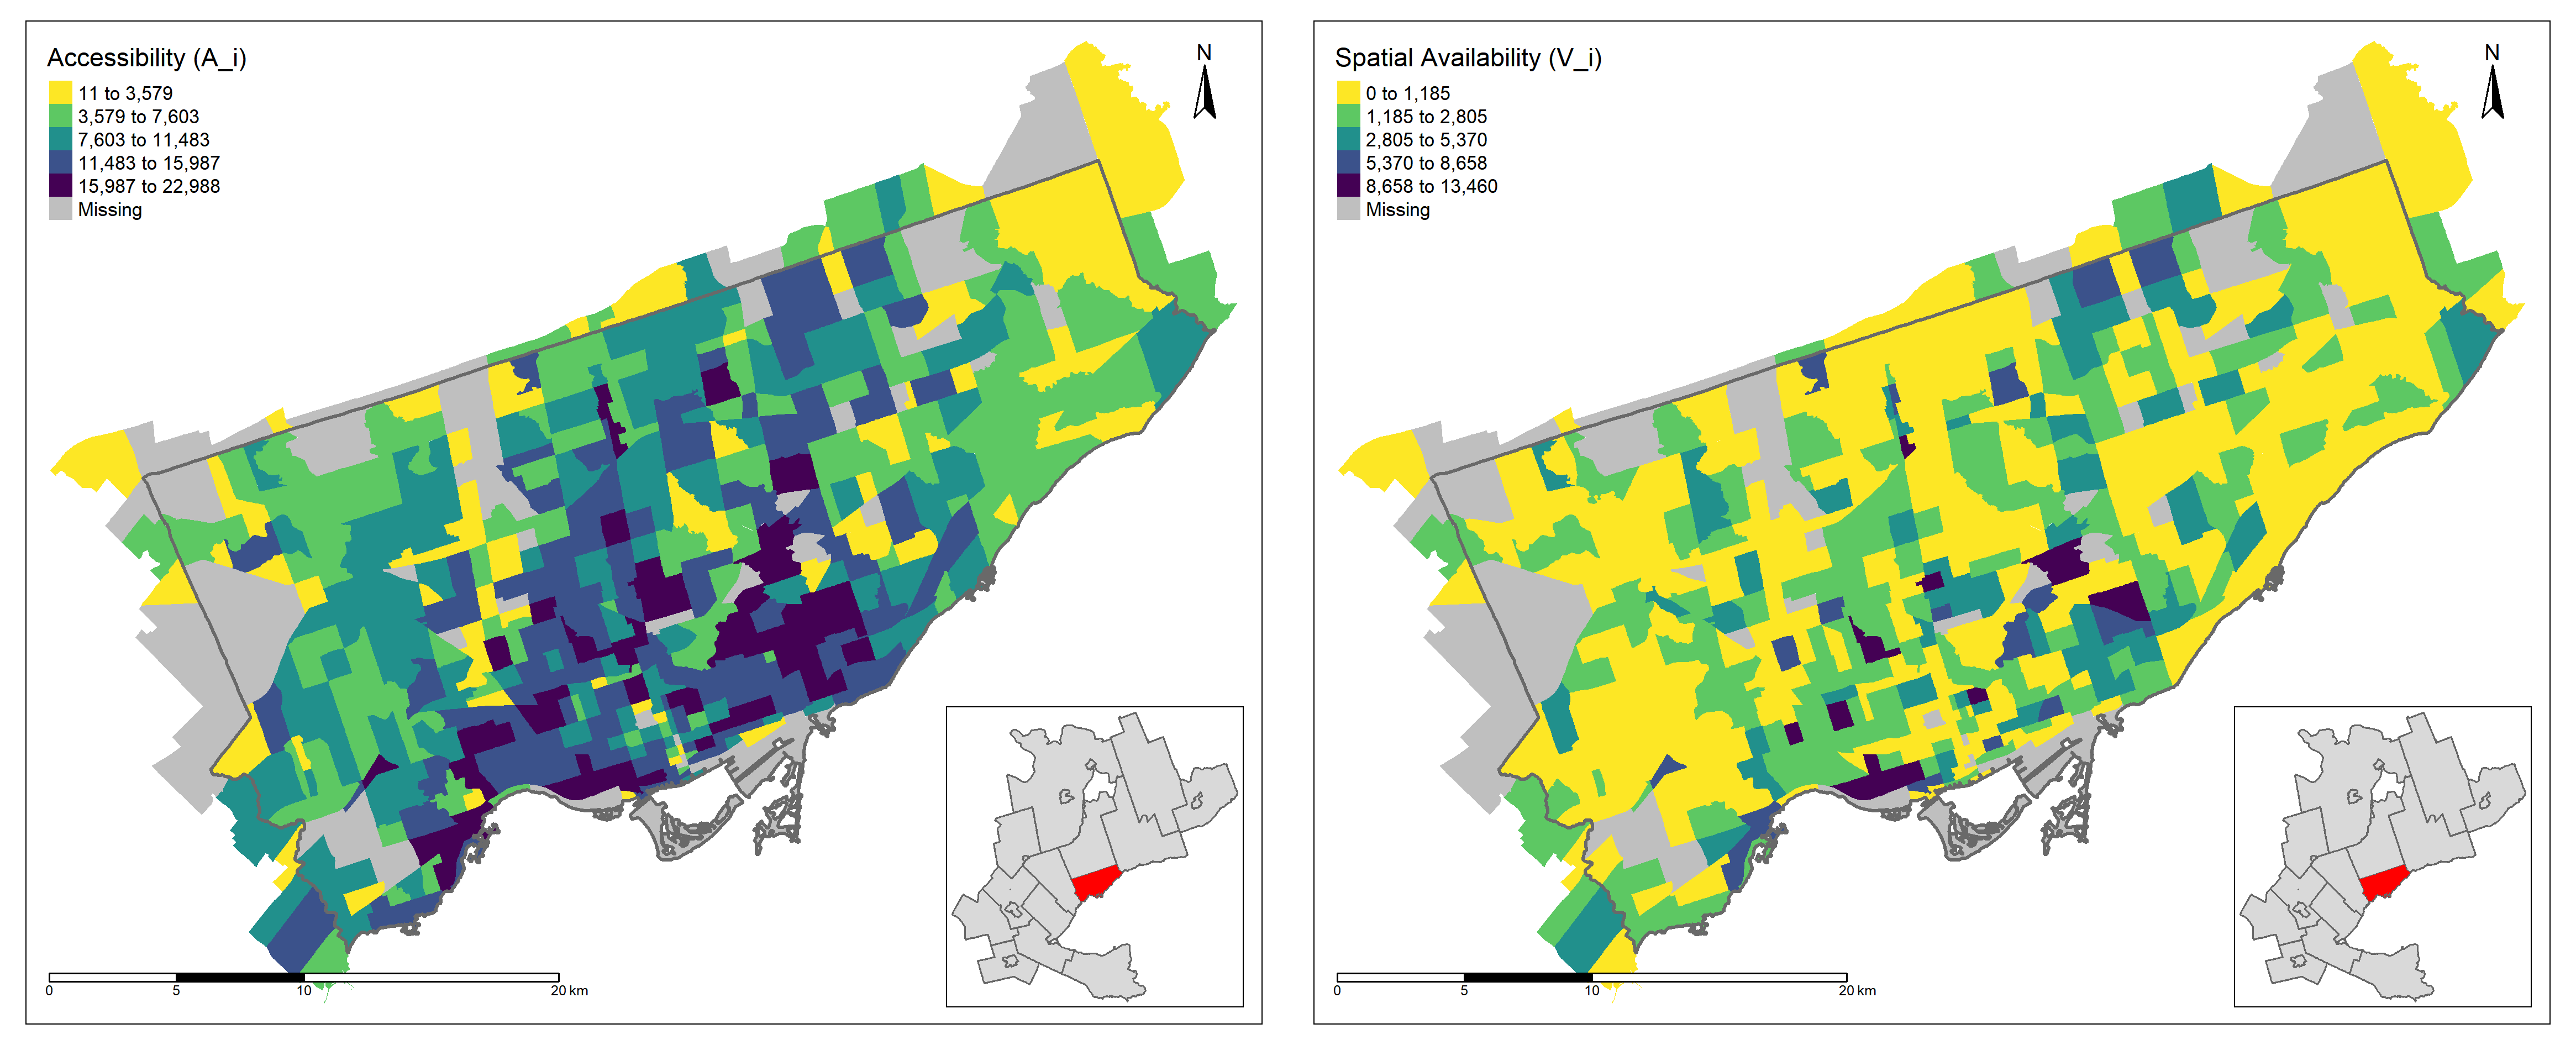 Accessibility (A_i)
11 to 3,579
3,579 to 7,603
7,603 to 11,483
11,483 to 15,987
15,987 to 22,988
Missing
N
0 5 10 20 km
Spatial Availability (V_i)
0 to 1,185
1,185 to 2,805
2,805 to 5,370
5,370 to 8,658
8,658 to 13,460
Missing
N
0 5 10 20 km